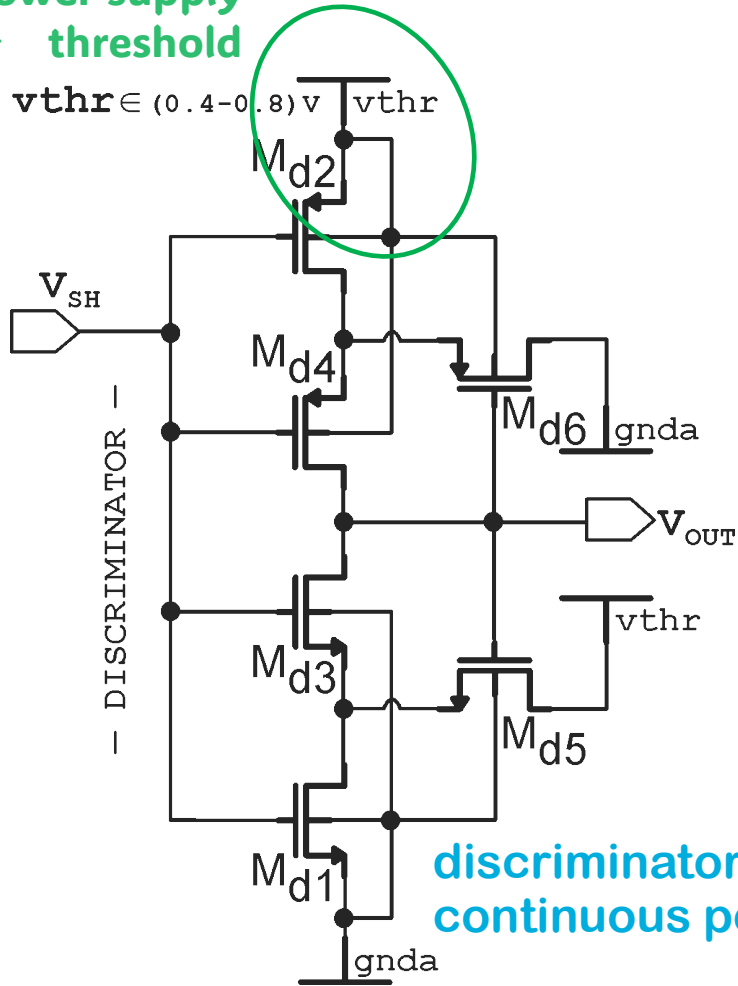 threshold
vthr∈(0.4-0.8)V
vthr
Md2
VSH
Md4
Md6
gnda
— DISCRIMINATOR —
VOUT
vthr
Md3
Md5
Md1
discriminator
continuous
gnda